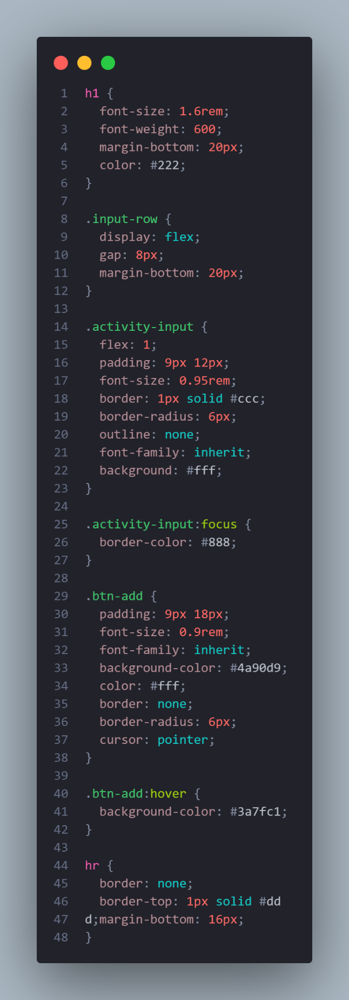 1 h1 {
2   font-size: 1.6rem;
3   font-weight: 600;
4   margin-bottom: 20px;
5   color: #222;
6 }
7
8 .input-row {
9   display: flex;
10   gap: 8px;
11   margin-bottom: 20px;
12 }
13
14 .activity-input {
15   flex: 1;
16   padding: 9px 12px;
17   font-size: 0.95rem;
18   border: 1px solid #ccc;
19   border-radius: 6px;
20   outline: none;
21   font-family: inherit;
22   background: #fff;
23 }
24
25 .activity-input:focus {
26   border-color: #888;
27 }
28
29 .btn-add {
30   padding: 9px 18px;
31   font-size: 0.9rem;
32   font-family: inherit;
33   background-color: #4a90d9;
34   color: #fff;
35   border: none;
36   border-radius: 6px;
37   cursor: pointer;
38 }
39
40 .btn-add:hover {
41   background-color: #3a7fc1;
42 }
43
44 hr {
45   border: none;
46   border-top: 1px solid #dd
47 d;margin-bottom: 16px;
48 }